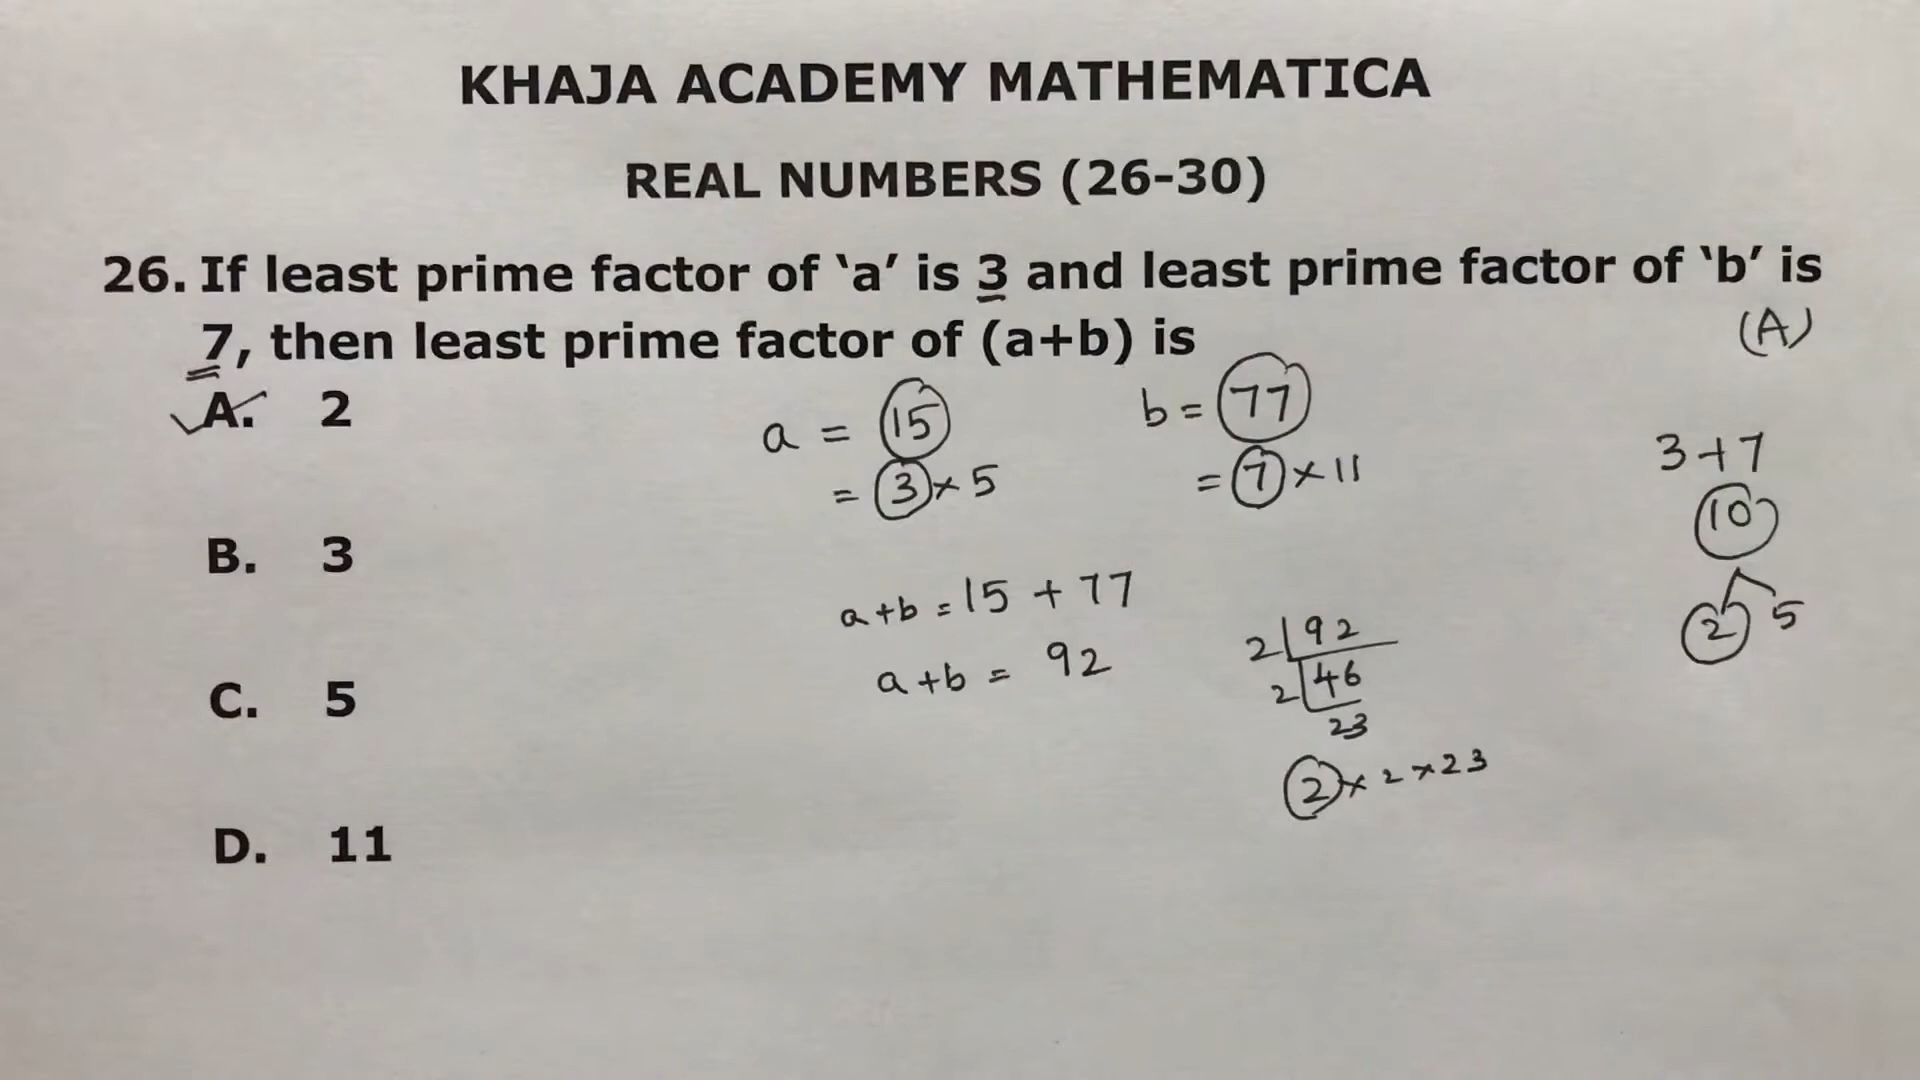 KHAJA ACADEMY MATHEMATICA
REAL NUMBERS (26-30)
26. If least prime factor of ‘a’ is 3 and least prime factor of ‘b’ is
7, then least prime factor of (a+b) is
(A)
A. 2
B. 3
C. 5
D. 11
a = 15
= 3 × 5
b = 77
= 7 × 11
a+b = 15 + 77
a+b = 92
2 92
2 46
23
2 × 2 × 23
3+7
10
2 5